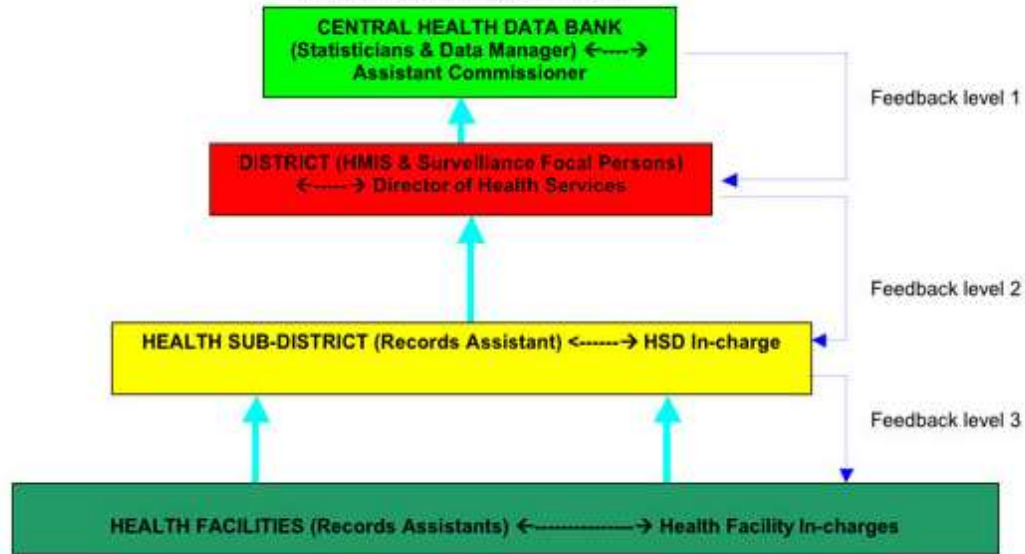 CENTRAL HEALTH DATA BANK
(Statisticians & Data Manager) <----->
Assistant Commissioner
Feedback level 1
DISTRICT (HMIS & Surveillance Focal Persons)
<-----> Director of Health Services
Feedback level 2
HEALTH SUB-DISTRICT (Records Assistant) <------> HSD In-charge
Feedback level 3
HEALTH FACILITIES (Records Assistants) <---------------> Health Facility In-charges